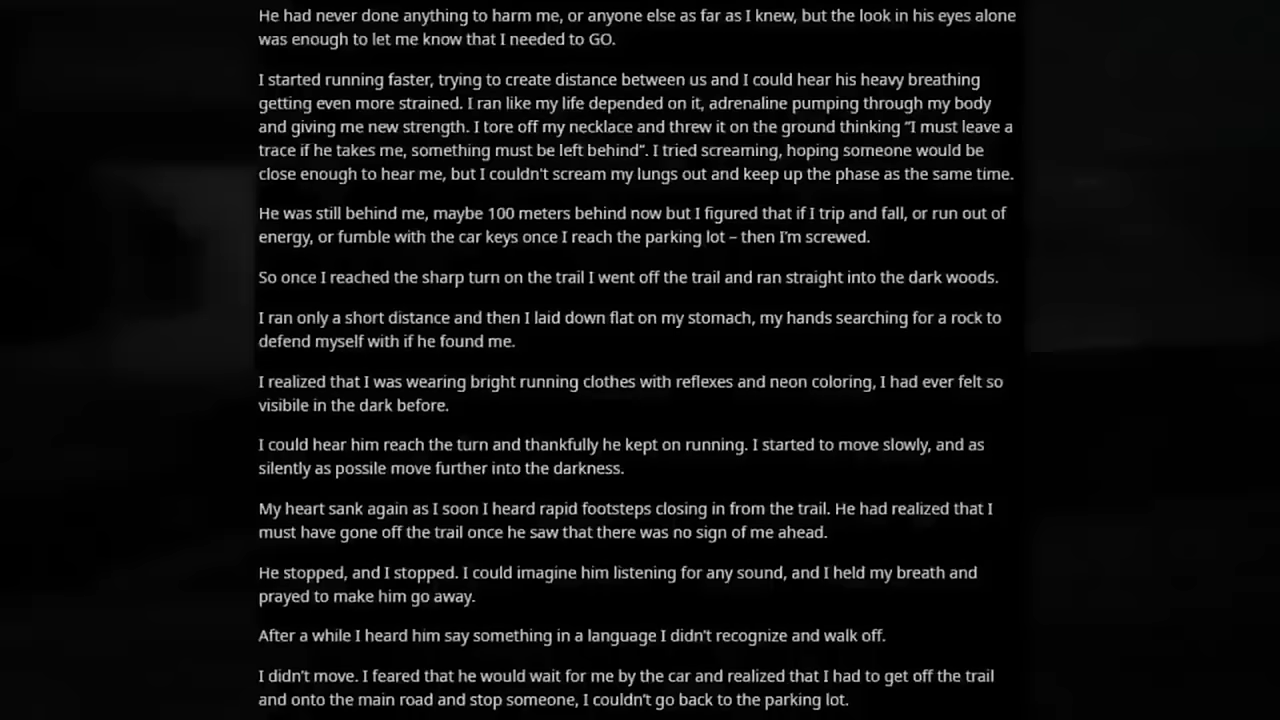 He had never done anything to harm me, or anyone else as far as I knew, but the look in his eyes alone
was enough to let me know that I needed to GO.
I started running faster, trying to create distance between us and I could hear his heavy breathing
getting even more strained. I ran like my life depended on it, adrenaline pumping through my body
and giving me new strength. I tore off my necklace and threw it on the ground thinking “I must leave a
trace if he takes me, something must be left behind“. I tried screaming, hoping someone would be
close enough to hear me, but I couldn't scream my lungs out and keep up the phase as the same time.
He was still behind me, maybe 100 meters behind now but I figured that if I trip and fall, or run out of
energy, or fumble with the car keys once I reach the parking lot – then I'm screwed.
So once I reached the sharp turn on the trail I went off the trail and ran straight into the dark woods.
I ran only a short distance and then I laid down flat on my stomach, my hands searching for a rock to
defend myself with if he found me.
I realized that I was wearing bright running clothes with reflexes and neon coloring, I had ever felt so
visibile in the dark before.
I could hear him reach the turn and thankfully he kept on running. I started to move slowly, and as
silently as possile move further into the darkness.
My heart sank again as I soon I heard rapid footsteps closing in from the trail. He had realized that I
must have gone off the trail once he saw that there was no sign of me ahead.
He stopped, and I stopped. I could imagine him listening for any sound, and I held my breath and
prayed to make him go away.
After a while I heard him say something in a language I didn't recognize and walk off.
I didn't move. I feared that he would wait for me by the car and realized that I had to get off the trail
and onto the main road and stop someone, I couldn't go back to the parking lot.